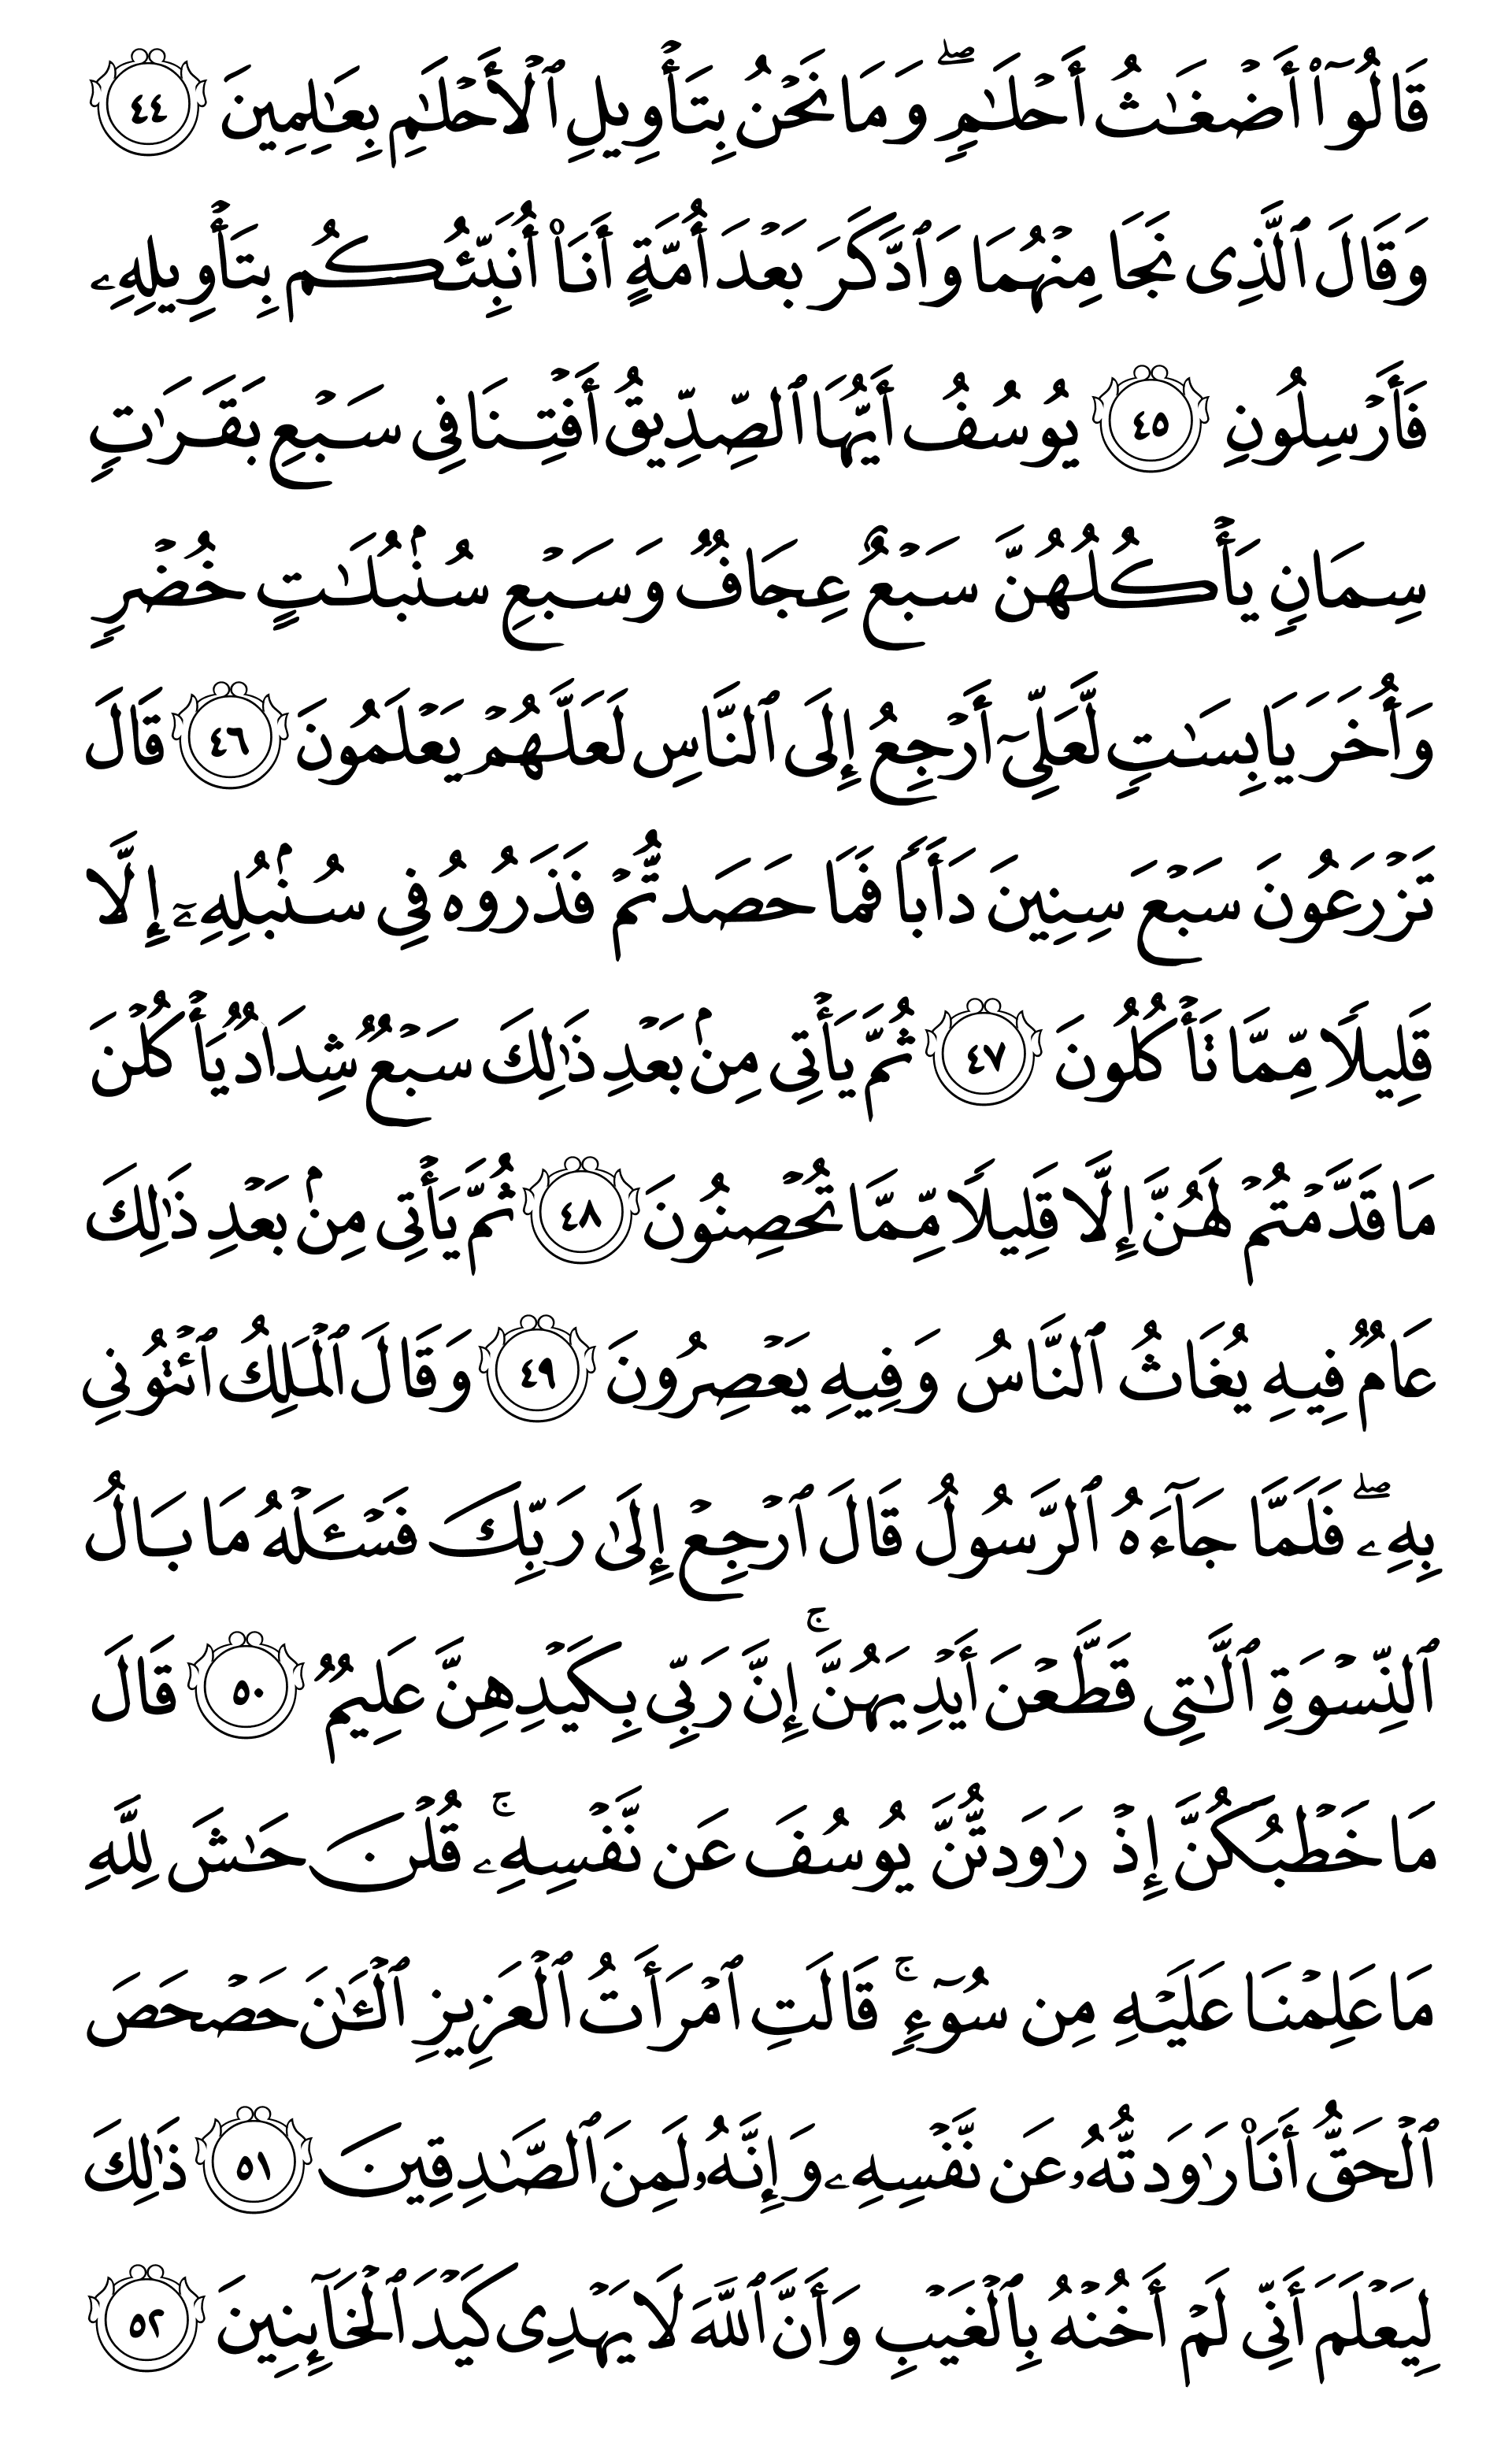 قَالُوٓا۟ أَضْغَـٰثُ أَحْلَـٰمٍ ۖ وَمَا نَحْنُ بِتَأْوِيلِ ٱلْأَحْلَـٰمِ بِعَـٰلِمِينَ ٤٤
وَقَالَ ٱلَّذِى نَجَا مِنْهُمَا وَٱدَّكَرَ بَعْدَ أُمَّةٍ أَنَا۠ أُنَبِّئُكُم بِتَأْوِيلِهِۦ
فَأَرْسِلُونِ ٤٥ يُوسُفُ أَيُّهَا ٱلصِّدِّيقُ أَفْتِنَا فِى سَبْعِ بَقَرَٰتٍ
سِمَانٍ يَأْكُلُهُنَّ سَبْعٌ عِجَافٌ وَسَبْعِ سُنۢبُلَـٰتٍ خُضْرٍ
وَأُخَرَ يَابِسَـٰتٍ لَّعَلِّىٓ أَرْجِعُ إِلَى ٱلنَّاسِ لَعَلَّهُمْ يَعْلَمُونَ ٤٦ قَالَ
تَزْرَعُونَ سَبْعَ سِنِينَ دَأَبًا فَمَا حَصَدتُّمْ فَذَرُوهُ فِى سُنۢبُلِهِۦٓ إِلَّا
قَلِيلًا مِّمَّا تَأْكُلُونَ ٤٧ ثُمَّ يَأْتِى مِنۢ بَعْدِ ذَٰلِكَ سَبْعٌ شِدَادٌ يَأْكُلْنَ
مَا قَدَّمْتُمْ لَهُنَّ إِلَّا قَلِيلًا مِّمَّا تُحْصِنُونَ ٤٨ ثُمَّ يَأْتِى مِنۢ بَعْدِ ذَٰلِكَ
عَامٌ فِيهِ يُغَاثُ ٱلنَّاسُ وَفِيهِ يَعْصِرُونَ ٤٩ وَقَالَ ٱلْمَلِكُ ٱئْتُونِى
بِهِۦ ۖ فَلَمَّا جَآءَهُ ٱلرَّسُولُ قَالَ ٱرْجِعْ إِلَىٰ رَبِّكَ فَسْـَٔلْهُ مَا بَالُ
ٱلنِّسْوَةِ ٱلَّـٰتِى قَطَّعْنَ أَيْدِيَهُنَّ ۚ إِنَّ رَبِّى بِكَيْدِهِنَّ عَلِيمٌ ٥٠ قَالَ
مَا خَطْبُكُنَّ إِذْ رَٰوَدتُّنَّ يُوسُفَ عَن نَّفْسِهِۦ ۚ قُلْنَ حَـٰشَ لِلَّهِ
مَا عَلِمْنَا عَلَيْهِ مِن سُوٓءٍ ۚ قَالَتِ ٱمْرَأَتُ ٱلْعَزِيزِ ٱلْـَٔـٰنَ حَصْحَصَ
ٱلْحَقُّ أَنَا۠ رَٰوَدتُّهُۥ عَن نَّفْسِهِۦ وَإِنَّهُۥ لَمِنَ ٱلصَّـٰدِقِينَ ٥١ ذَٰلِكَ
لِيَعْلَمَ أَنِّى لَمْ أَخُنْهُ بِٱلْغَيْبِ وَأَنَّ ٱللَّهَ لَا يَهْدِى كَيْدَ ٱلْخَآئِنِينَ ٥٢